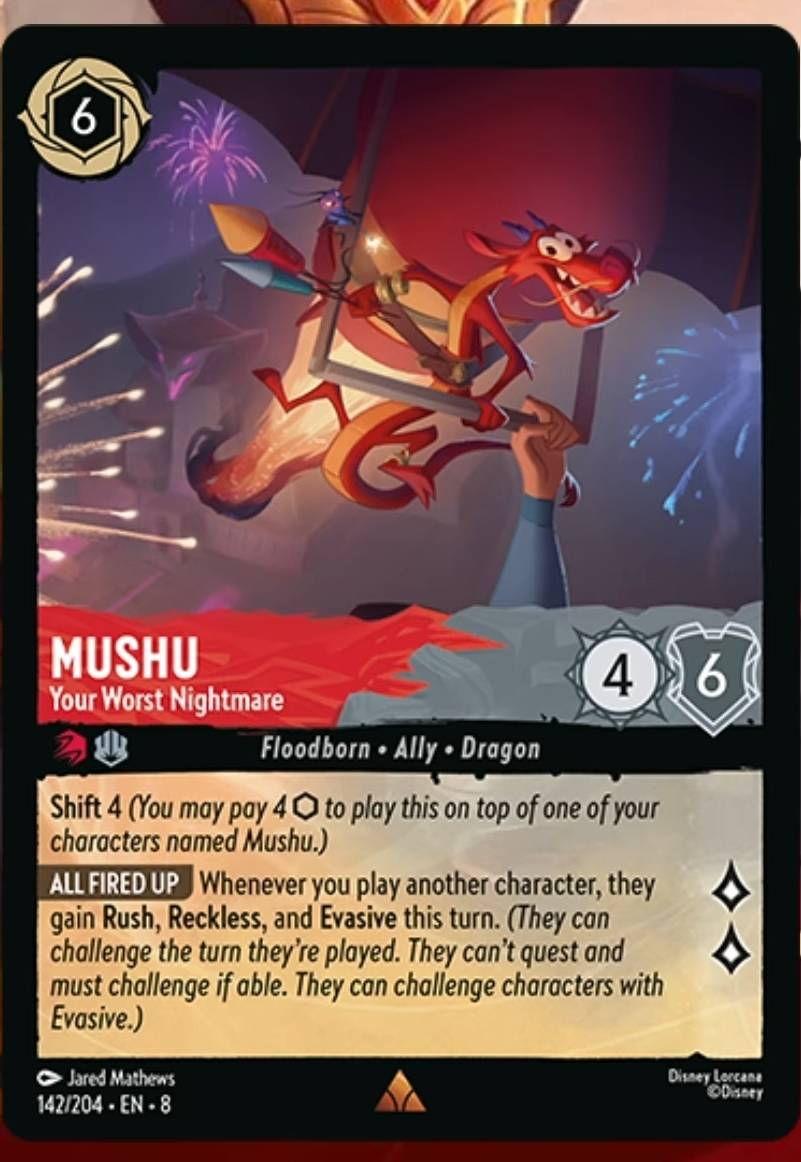 6
MUSHU
Your Worst Nightmare
4
6
Floodborn • Ally • Dragon
Shift 4 (You may pay 4 ⬡ to play this on top of one of your
characters named Mushu.)
ALL FIRED UP Whenever you play another character, they
gain Rush, Reckless, and Evasive this turn. (They can
challenge the turn they're played. They can't quest and
must challenge if able. They can challenge characters with
Evasive.)
Jared Mathews
142/204 • EN • 8
Disney Lorcana
©Disney